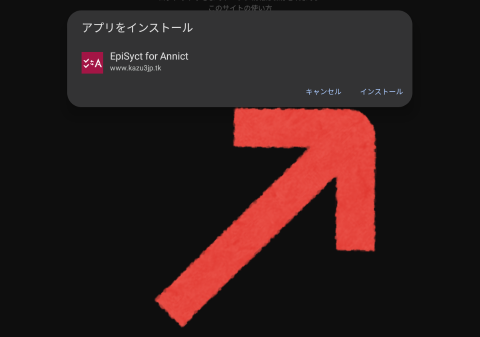 このサイトの使い方
アプリをインストール
EpiSyct for Annict
www.kazu3jp.tk
キャンセル
インストール